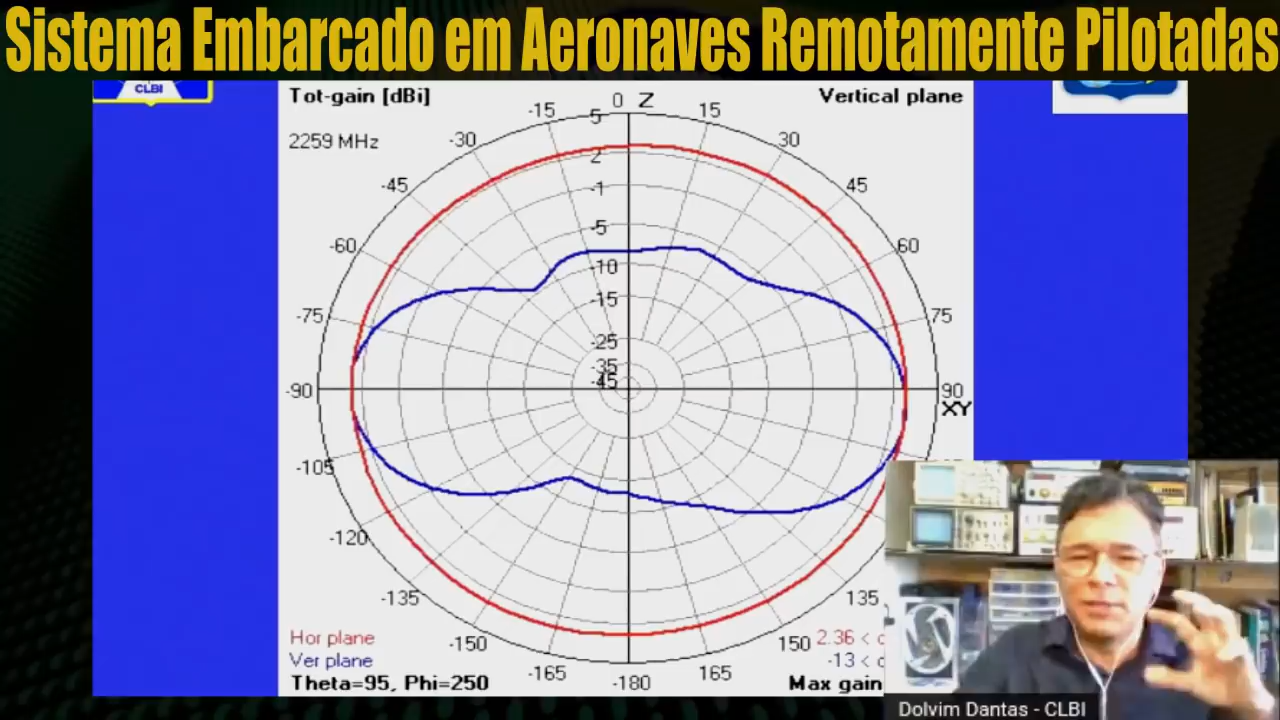 Sistema Embarcado em Aeronaves Remotamente Pilotadas
CLBI
Tot-gain [dBi]
Vertical plane
2259 MHz
0 Z
-15
15
-30
30
-45
45
-60
60
-75
75
-90
90
XY
-105
-120
-135
135
-150
150
-165
165
-180
5
2
-1
-5
-10
-15
-25
-35
-45
Hor plane
2.36 <
Ver plane
-13 <
Theta=95, Phi=250
Max gain
Dolvim Dantas - CLBI